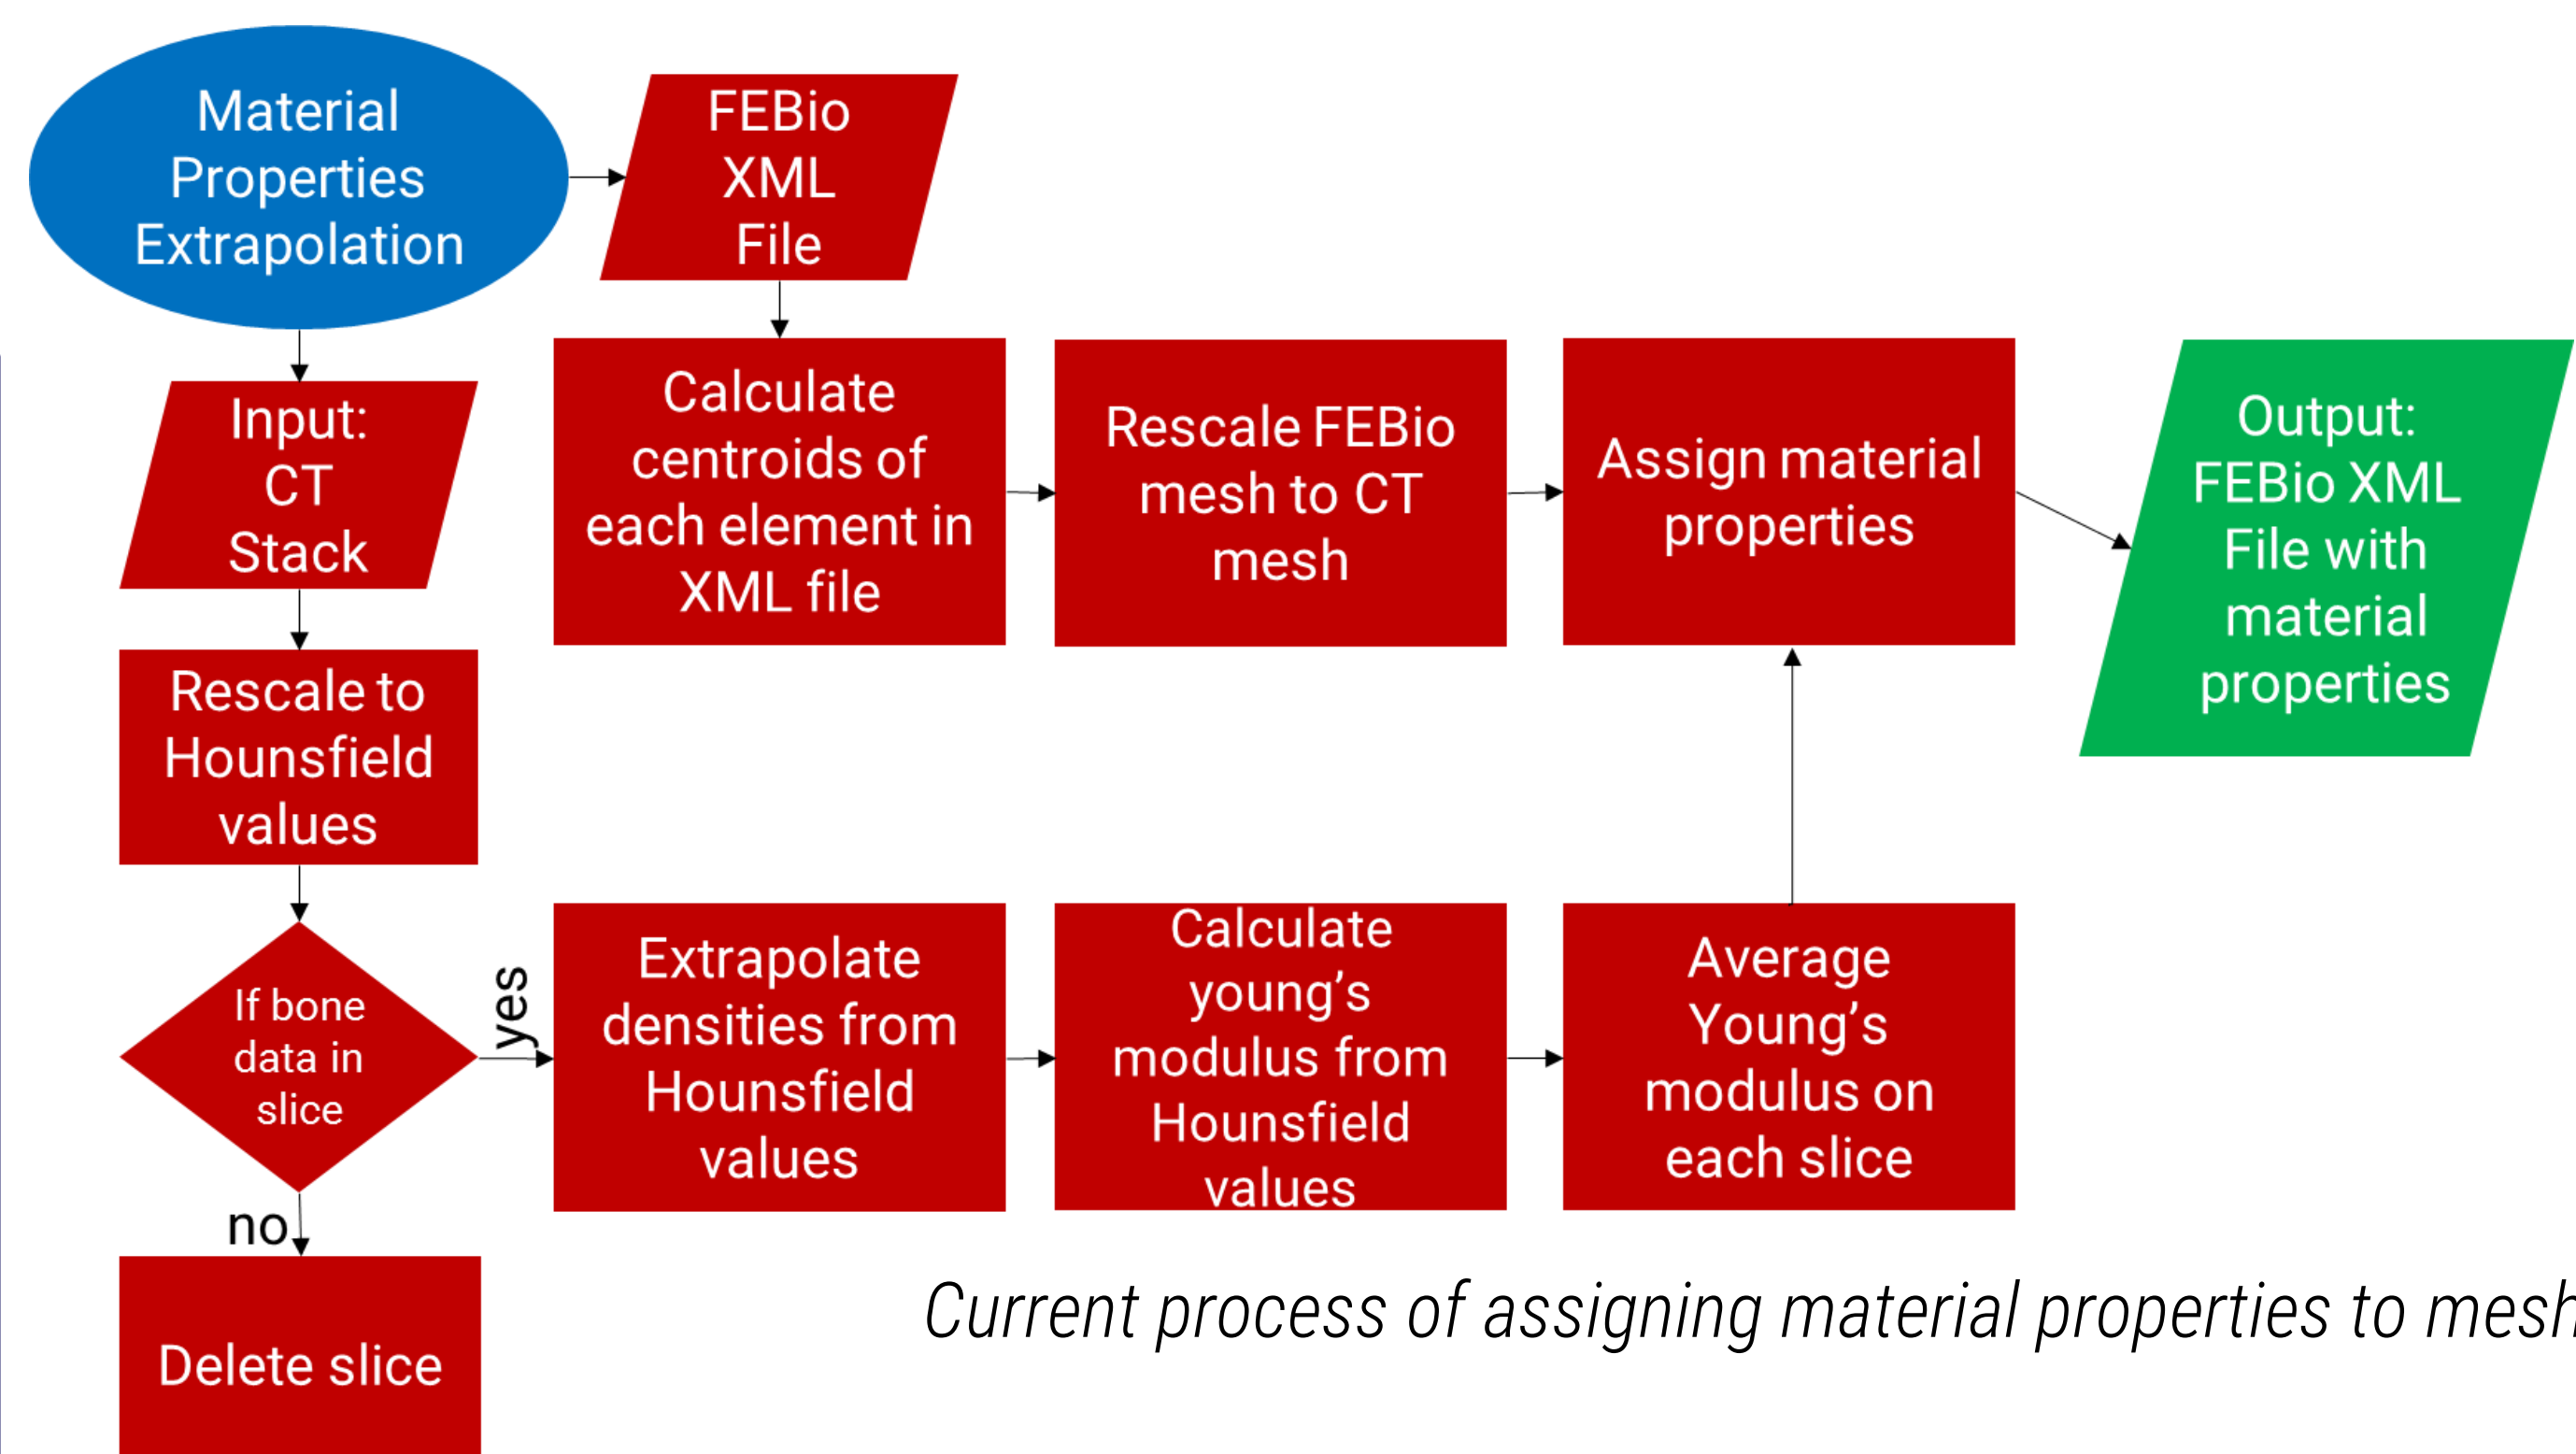 Material
Properties
Extrapolation
FEBio
XML
File
Input:
CT
Stack
Calculate
centroids of
each element in
XML file
Rescale FEBio
mesh to CT
mesh
Assign material
properties
Output:
FEBio XML
File with
material
properties
Rescale to
Hounsfield
values
If bone
data in
slice
yes
no
Extrapolate
densities from
Hounsfield
values
Calculate
young’s
modulus from
Hounsfield
values
Average
Young’s
modulus on
each slice
Delete slice
Current process of assigning material properties to mesh